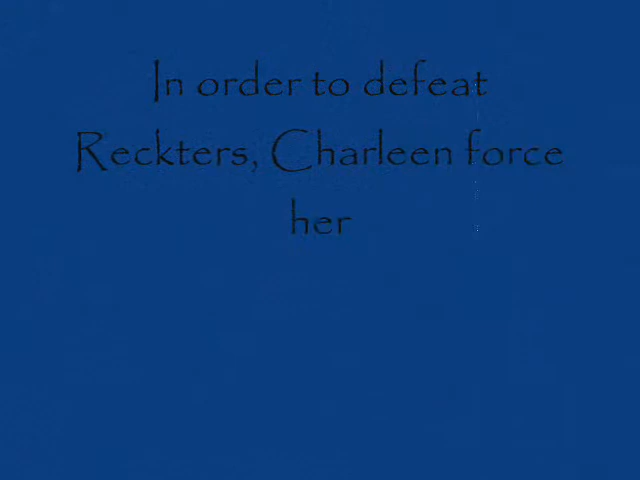 In order to defeat
Reckters, Charleen force
her